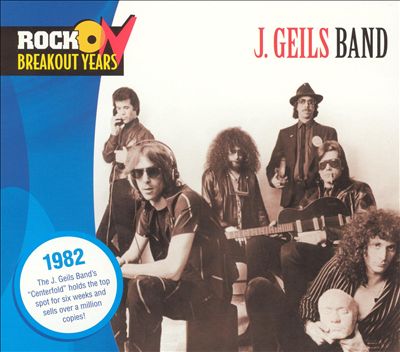 ROCK ON
BREAKOUT YEARS
J. GEILS BAND
1982
The J. Geils Band's
"Centerfold" holds the top
spot for six weeks and
sells over a million
copies!